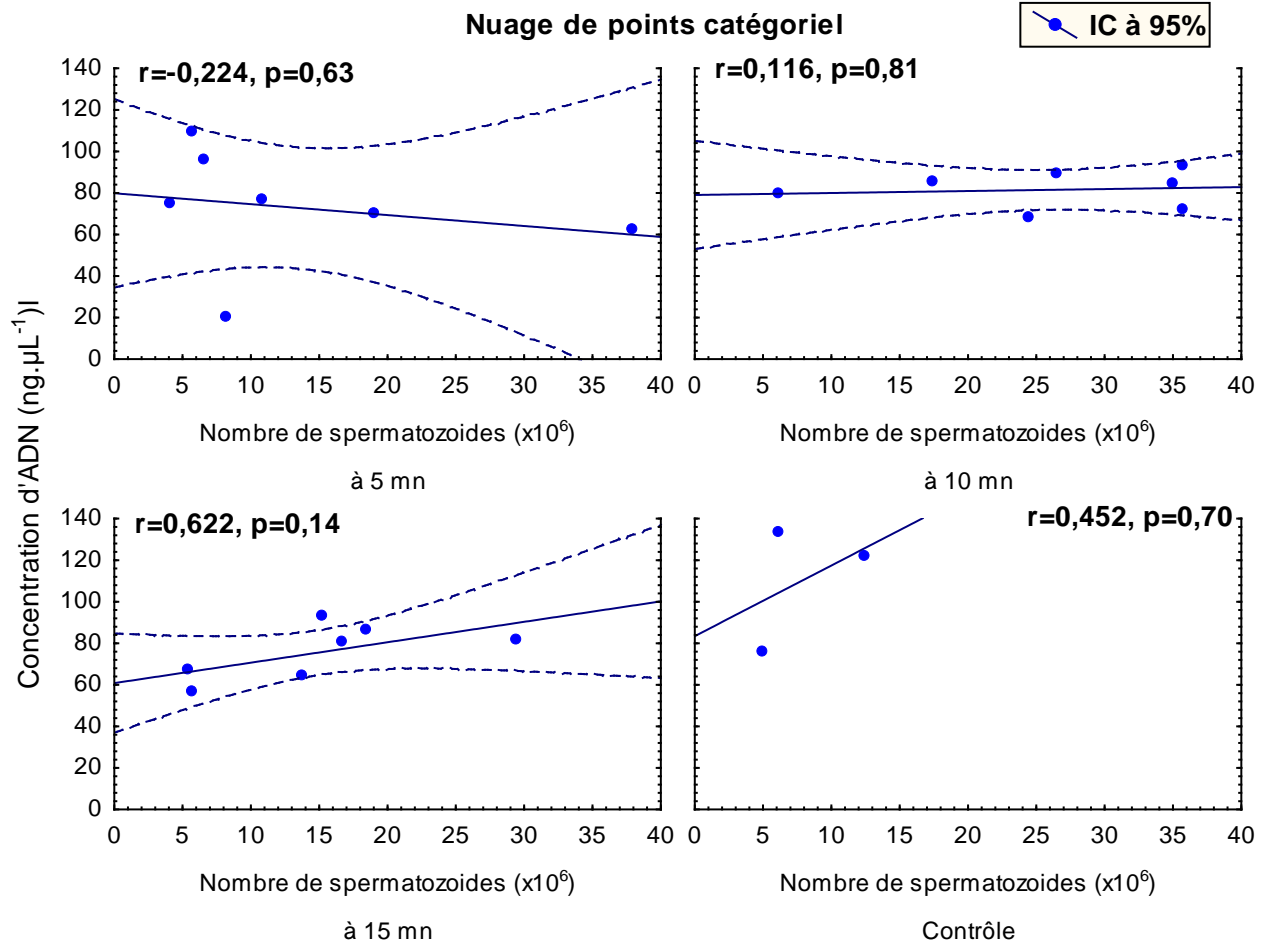 Nuage de points catégoriel
IC à 95%
Concentration d'ADN (ng.µL⁻¹)l
r=-0,224, p=0,63
140
120
100
80
60
40
20
0
0 5 10 15 20 25 30 35 40
Nombre de spermatozoides (x10⁶)
à 5 mn
r=0,116, p=0,81
0 5 10 15 20 25 30 35 40
Nombre de spermatozoides (x10⁶)
à 10 mn
r=0,622, p=0,14
140
120
100
80
60
40
20
0
0 5 10 15 20 25 30 35 40
Nombre de spermatozoides (x10⁶)
à 15 mn
r=0,452, p=0,70
0 5 10 15 20 25 30 35 40
Nombre de spermatozoides (x10⁶)
Contrôle